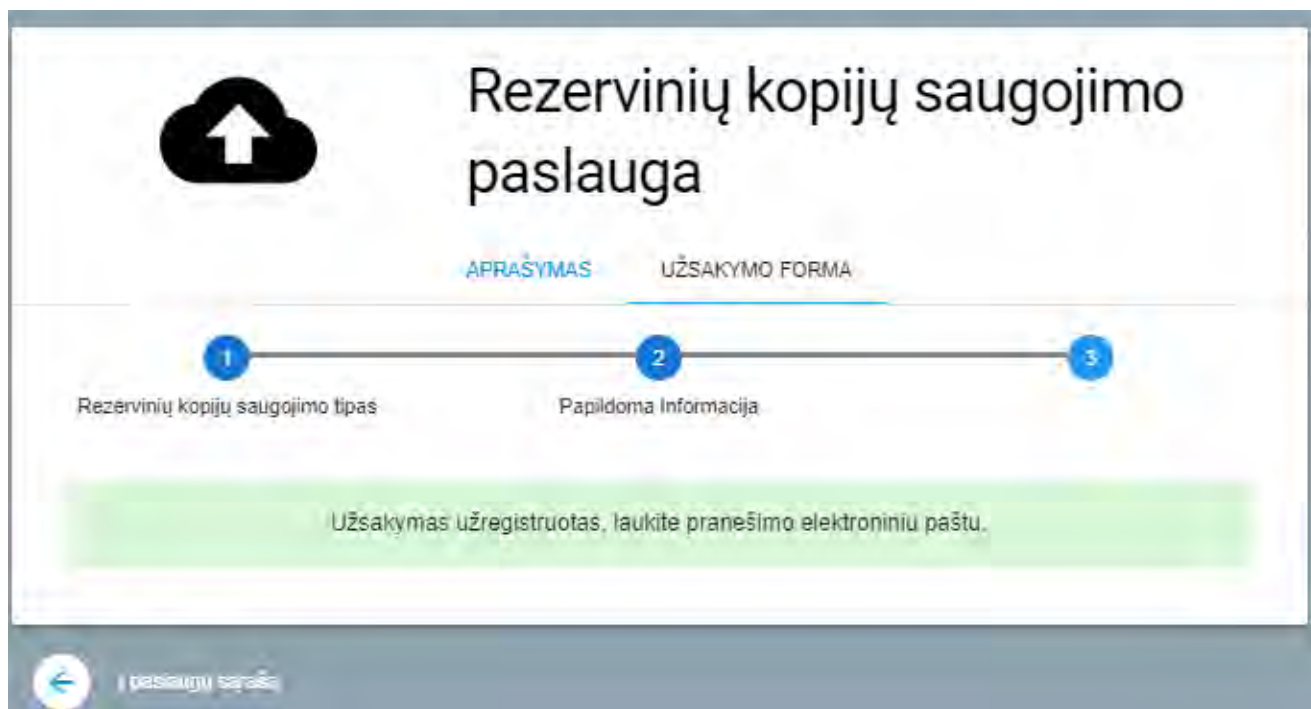 Rezervinių kopijų saugojimo
paslauga
APRAŠYMAS UŽSAKYMO FORMA
1 2 3
Rezervinių kopijų saugojimo tipas Papildoma Informacija
Užsakymas užregistruotas, laukite pranešimo elektroniniu paštu.
Į paslaugų sąrašą